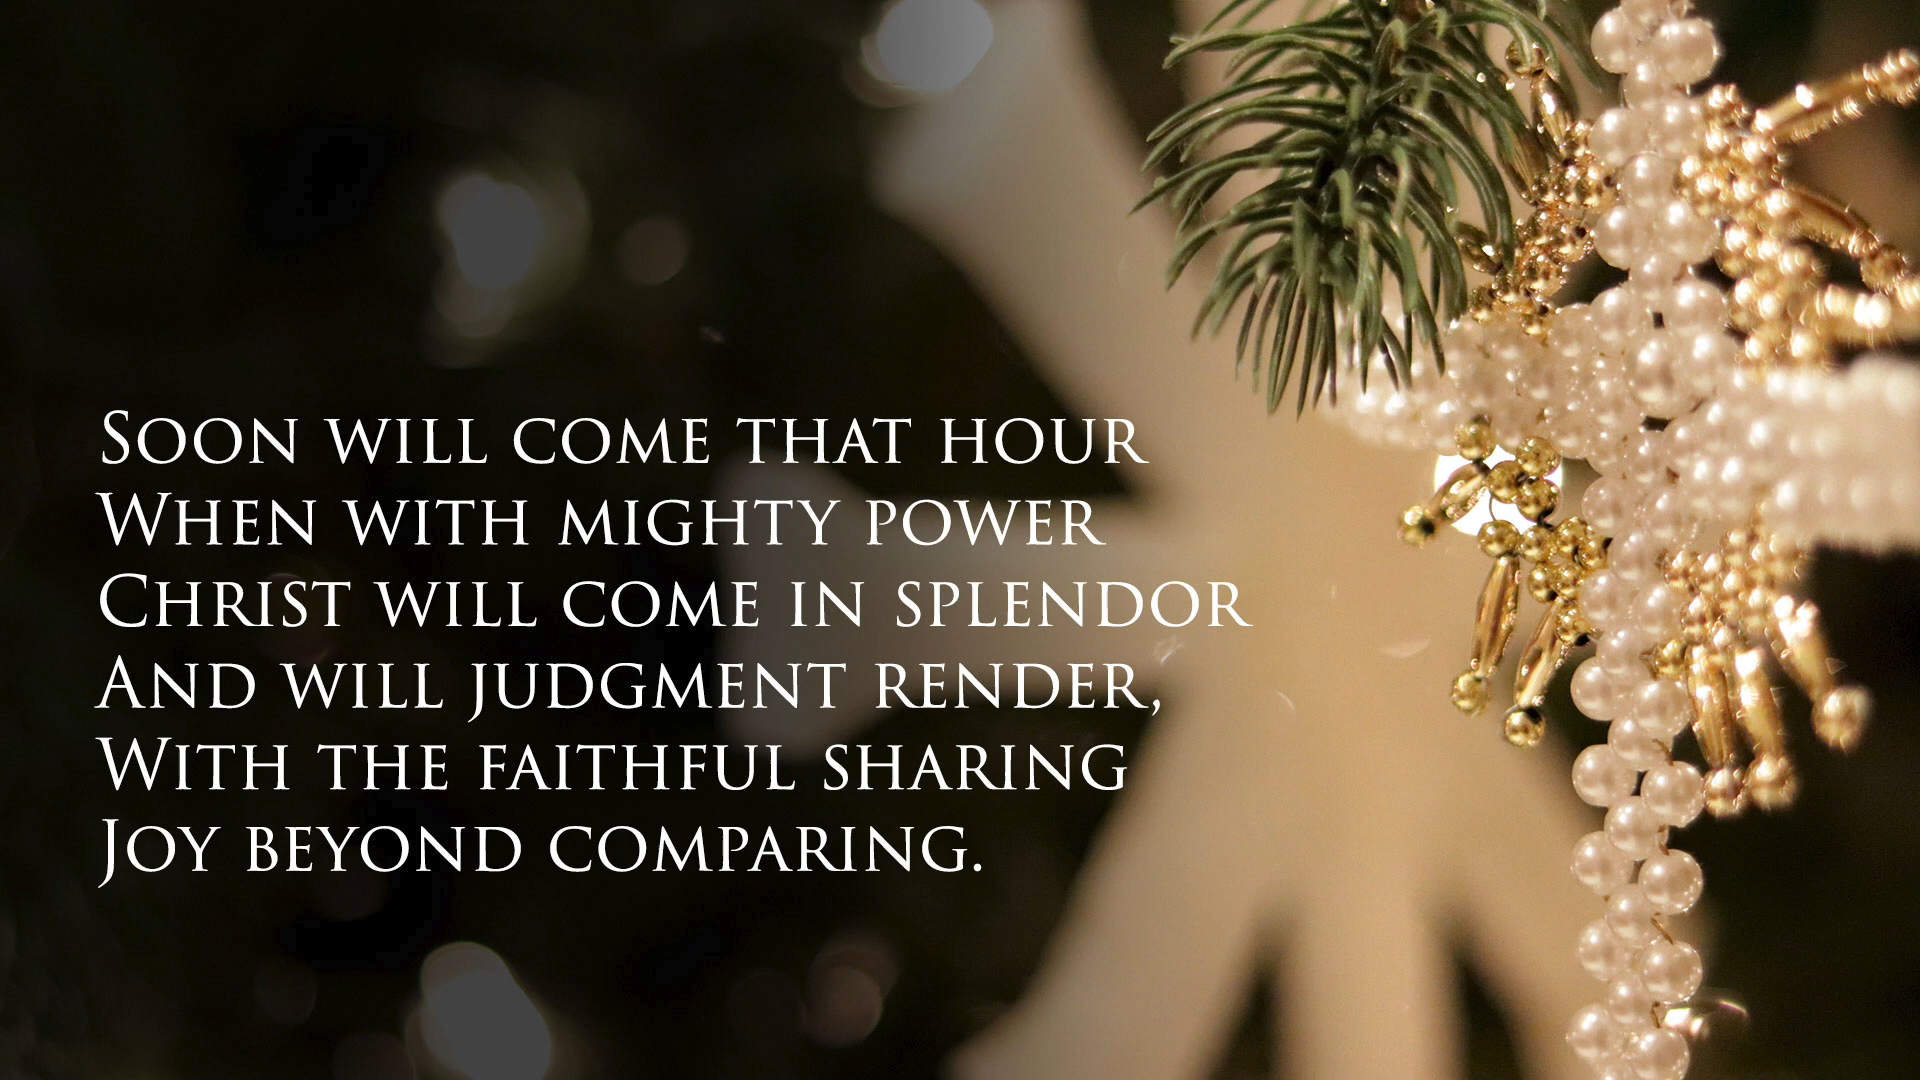 Soon will come that hour
When with mighty power
Christ will come in splendor
And will judgment render,
With the faithful sharing
Joy beyond comparing.